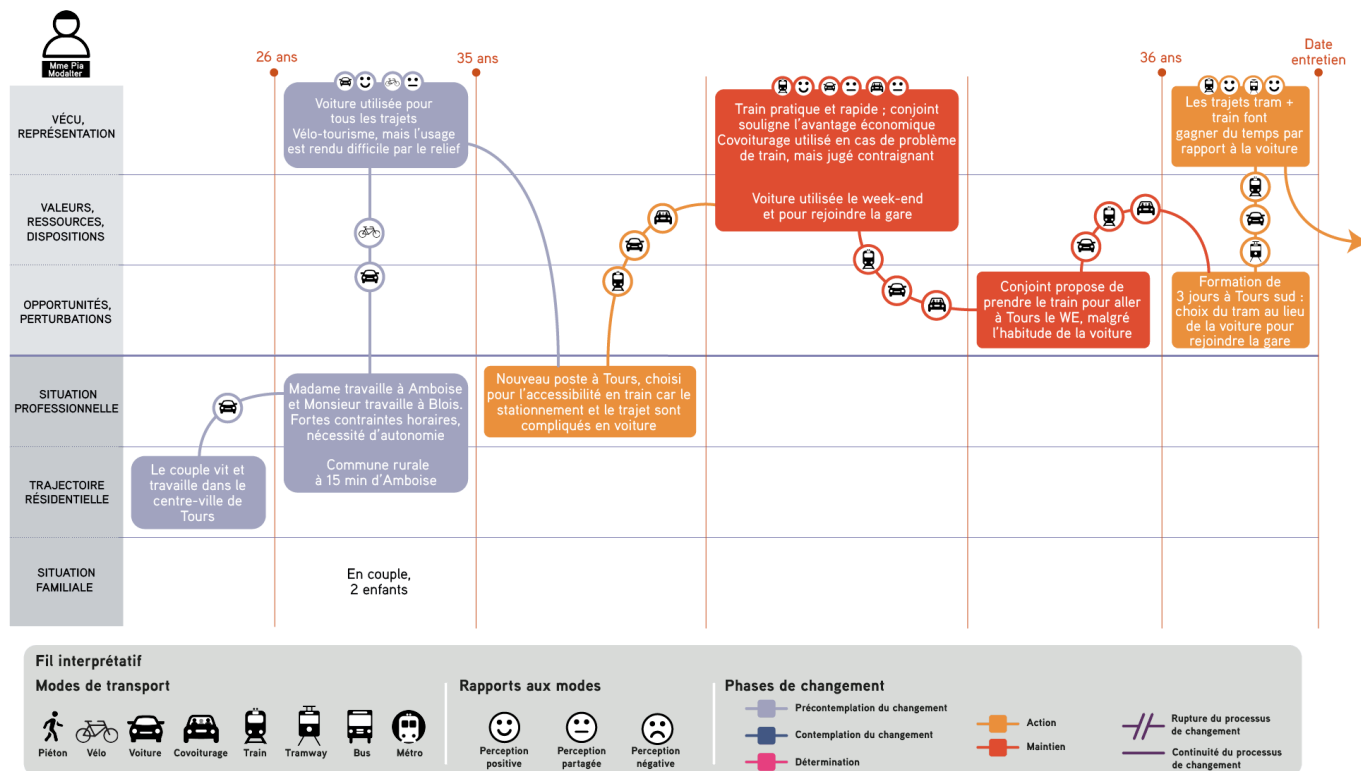 Mme Pia
Modalter
26 ans
35 ans
36 ans
Date
entretien
VÉCU,
REPRÉSENTATION
Voiture utilisée pour
tous les trajets
Vélo-tourisme, mais l'usage
est rendu difficile par le relief
Train pratique et rapide ; conjoint
souligne l'avantage économique
Covoiturage utilisé en cas de problème
de train, mais jugé contraignant
Voiture utilisée le week-end
et pour rejoindre la gare
Les trajets tram +
train font
gagner du temps par
rapport à la voiture
VALEURS,
RESSOURCES,
DISPOSITIONS
OPPORTUNITÉS,
PERTURBATIONS
Conjoint propose de
prendre le train pour aller
à Tours le WE, malgré
l'habitude de la voiture
Formation de
3 jours à Tours sud :
choix du tram au lieu
de la voiture pour
rejoindre la gare
SITUATION
PROFESSIONNELLE
Madame travaille à Amboise
et Monsieur travaille à Blois.
Fortes contraintes horaires,
nécessité d'autonomie
Commune rurale
à 15 min d'Amboise
Nouveau poste à Tours, choisi
pour l'accessibilité en train car le
stationnement et le trajet sont
compliqués en voiture
TRAJECTOIRE
RÉSIDENTIELLE
Le couple vit et
travaille dans le
centre-ville de
Tours
SITUATION
FAMILIALE
En couple,
2 enfants
Fil interprétatif
Modes de transport
Piéton
Vélo
Voiture
Covoiturage
Train
Tramway
Bus
Métro
Rapports aux modes
Perception
positive
Perception
partagée
Perception
négative
Phases de changement
Précontemplation du changement
Contemplation du changement
Détermination
Action
Maintien
Rupture du processus
de changement
Continuité du processus
de changement